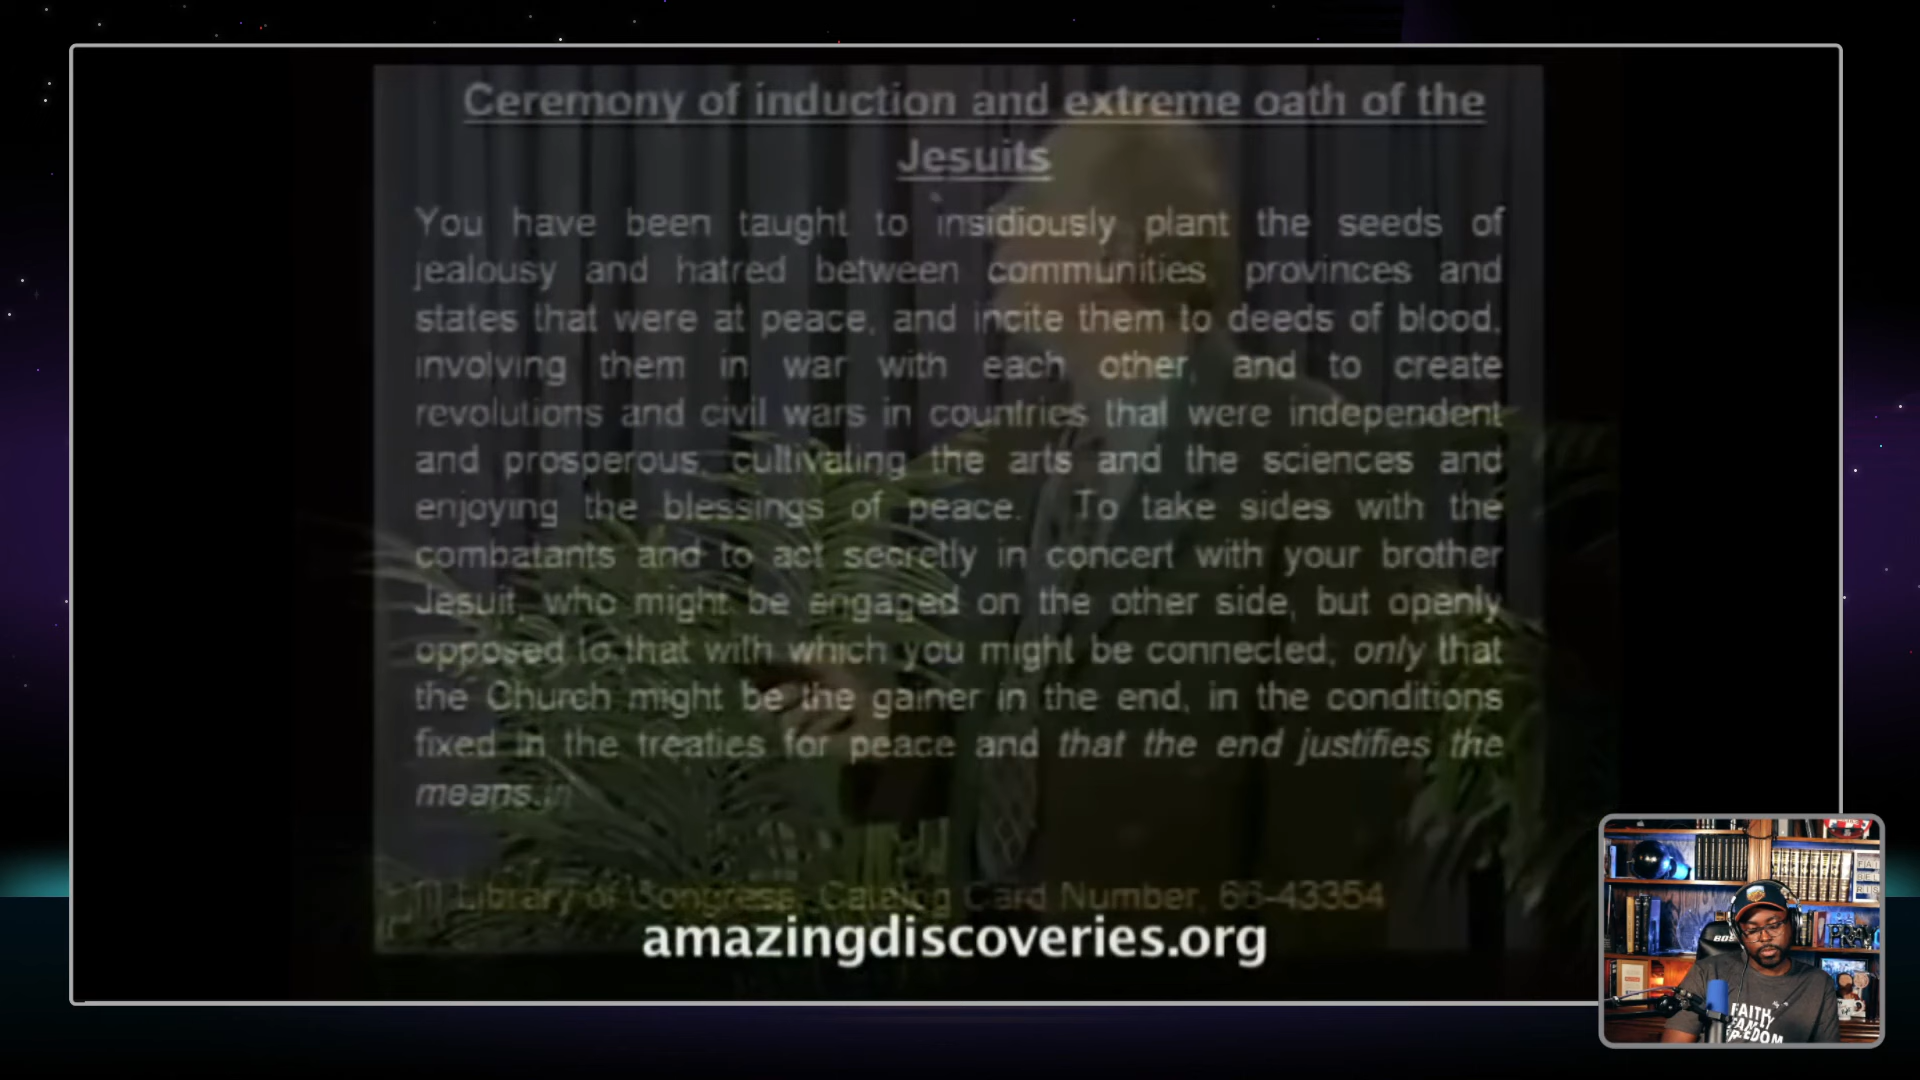 Ceremony of induction and extreme oath of the
Jesuits
You have been taught to insidiously plant the seeds of
jealousy and hatred between communities, provinces and
states that were at peace, and incite them to deeds of blood,
involving them in war with each other, and to create
revolutions and civil wars in countries that were independent
and prosperous, cultivating the arts and the sciences and
enjoying the blessings of peace. To take sides with the
combatants and to act secretly in concert with your brother
Jesuit, who might be engaged on the other side, but openly
opposed to that with which you might be connected, only that
the Church might be the gainer in the end, in the conditions
fixed in the treaties for peace and that the end justifies the
means.
Library of Congress, Catalog Card Number, 66-43354
amazingdiscoveries.org
FAITH
FAMILY
FREEDOM